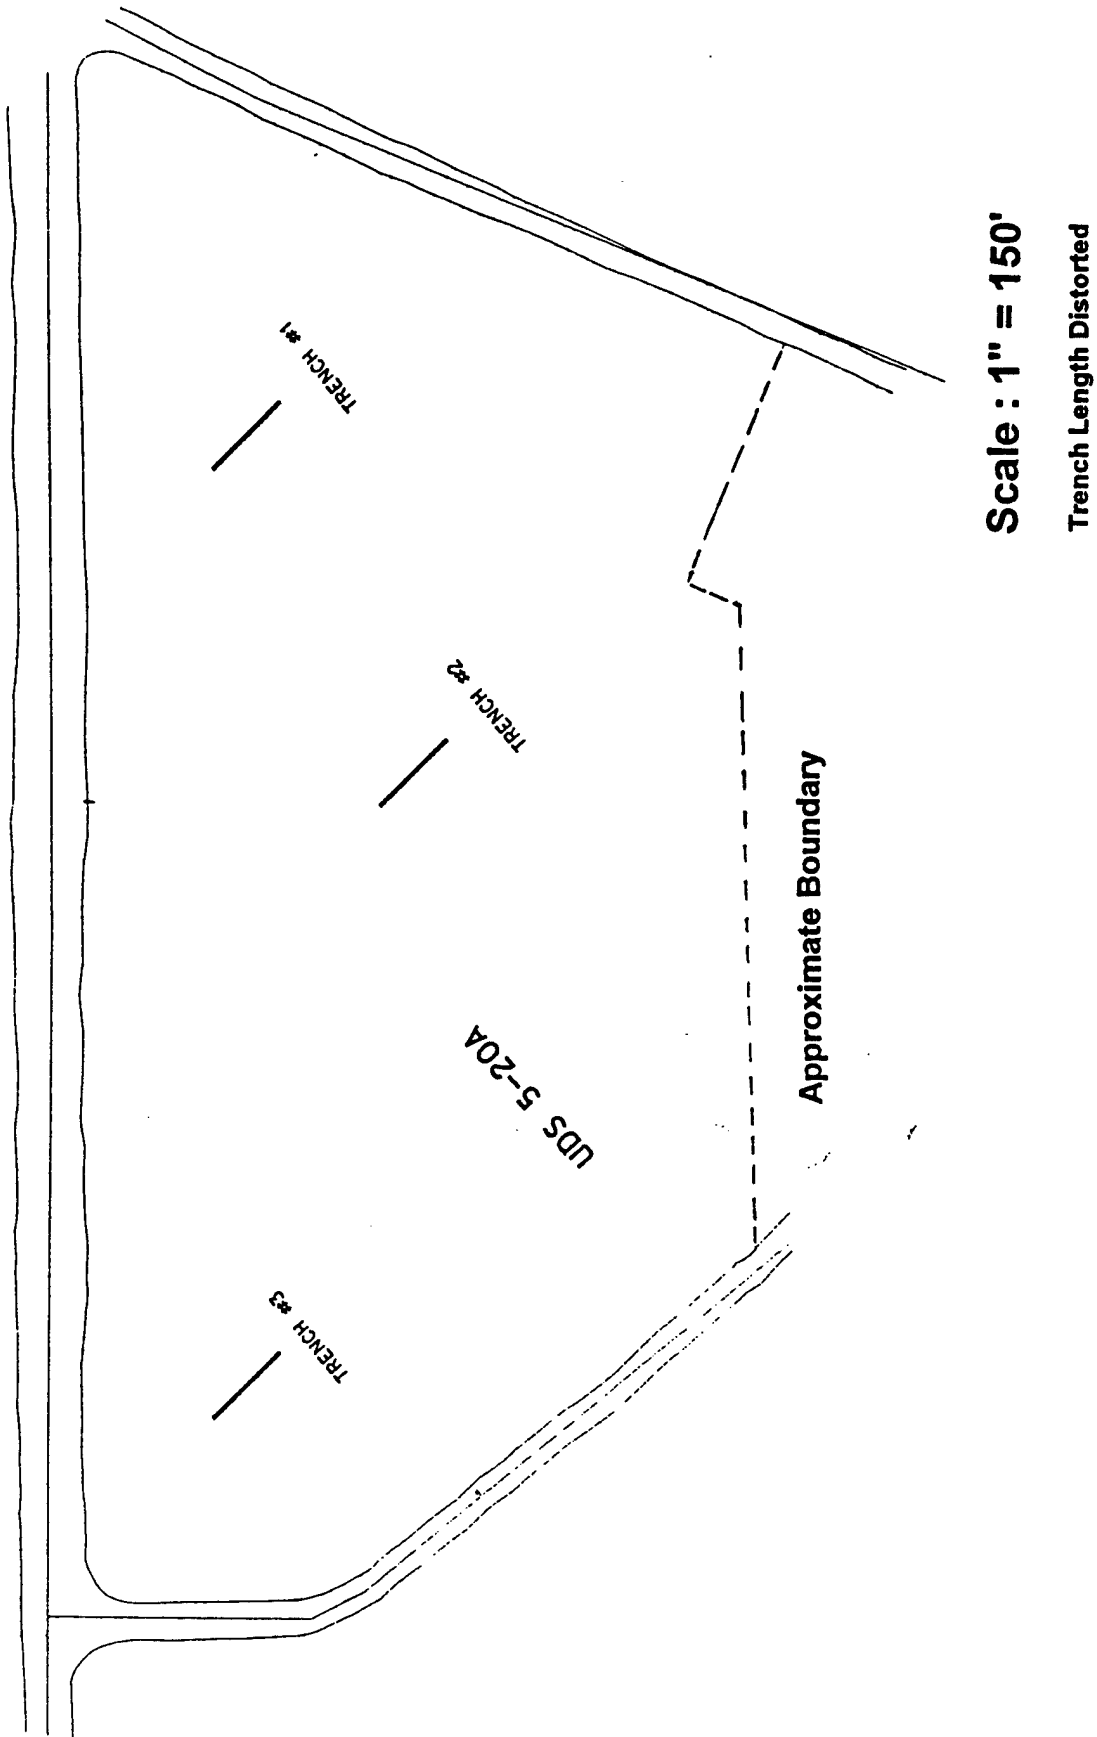 TRENCH #1
TRENCH #2
TRENCH #3
UDS 5-20A
Approximate Boundary
Scale : 1" = 150'
Trench Length Distorted